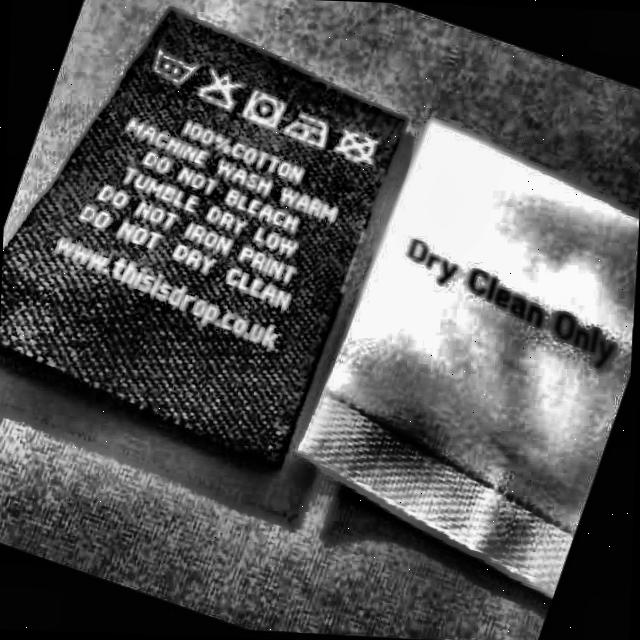 100% COTTON
MACHINE WASH WARM
DO NOT BLEACH
TUMBLE DRY LOW
DO NOT IRON PRINT
DO NOT DRY CLEAN
www.thisisdrop.co.uk
Dry Clean Only